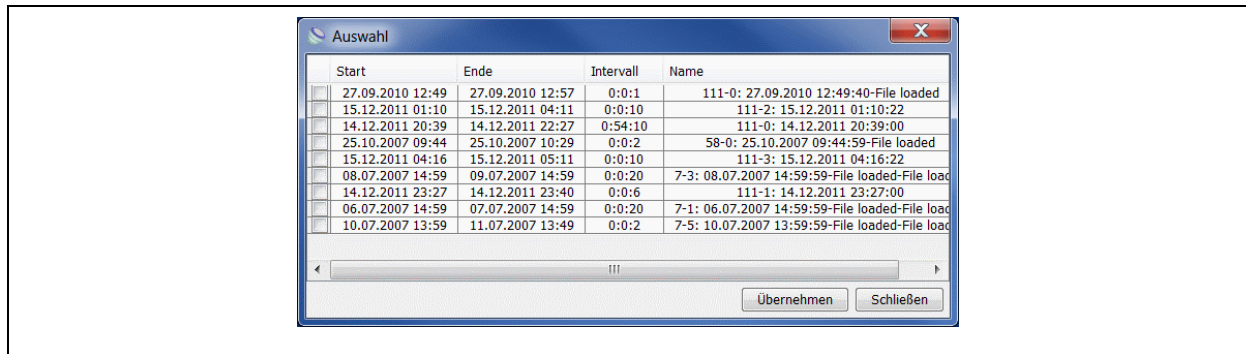 Auswahl
Start Ende Intervall Name
27.09.2010 12:49 27.09.2010 12:57 0:0:1 111-0: 27.09.2010 12:49:40-File loaded
15.12.2011 01:10 15.12.2011 04:11 0:0:10 111-2: 15.12.2011 01:10:22
14.12.2011 20:39 14.12.2011 22:27 0:54:10 111-0: 14.12.2011 20:39:00
25.10.2007 09:44 25.10.2007 10:29 0:0:2 58-0: 25.10.2007 09:44:59-File loaded
15.12.2011 04:16 15.12.2011 05:11 0:0:10 111-3: 15.12.2011 04:16:22
08.07.2007 14:59 09.07.2007 14:59 0:0:20 7-3: 08.07.2007 14:59:59-File loaded-File load
14.12.2011 23:27 14.12.2011 23:40 0:0:6 111-1: 14.12.2011 23:27:00
06.07.2007 14:59 07.07.2007 14:59 0:0:20 7-1: 06.07.2007 14:59:59-File loaded-File load
10.07.2007 13:59 11.07.2007 13:49 0:0:2 7-5: 10.07.2007 13:59:59-File loaded-File load
Übernehmen Schließen